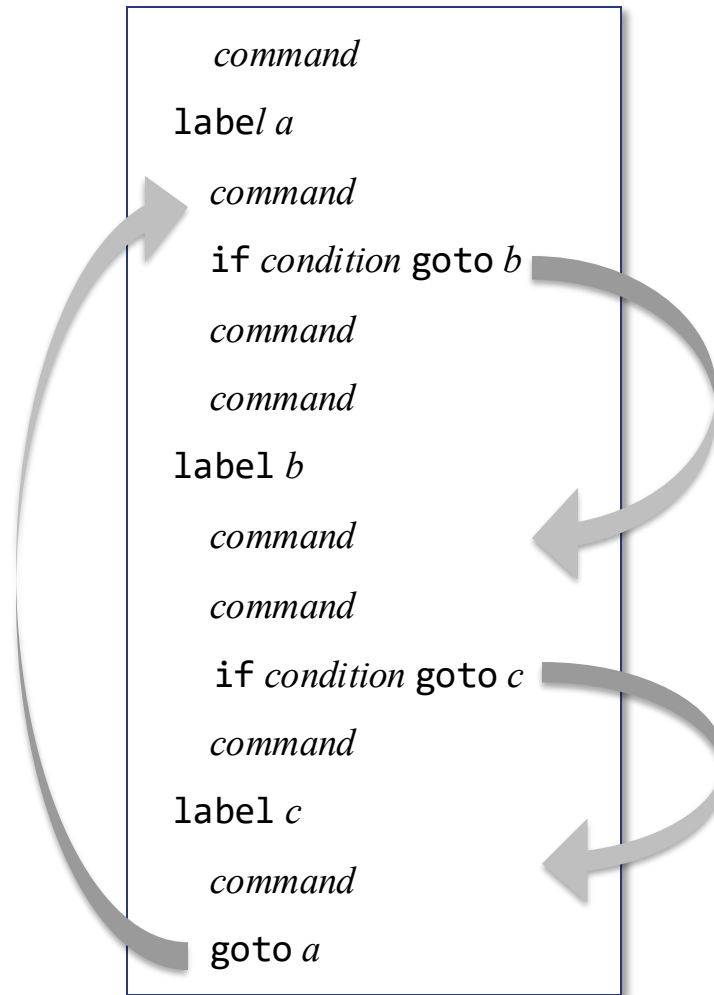 command
label a
command
if condition goto b
command
command
label b
command
command
if condition goto c
command
label c
command
goto a